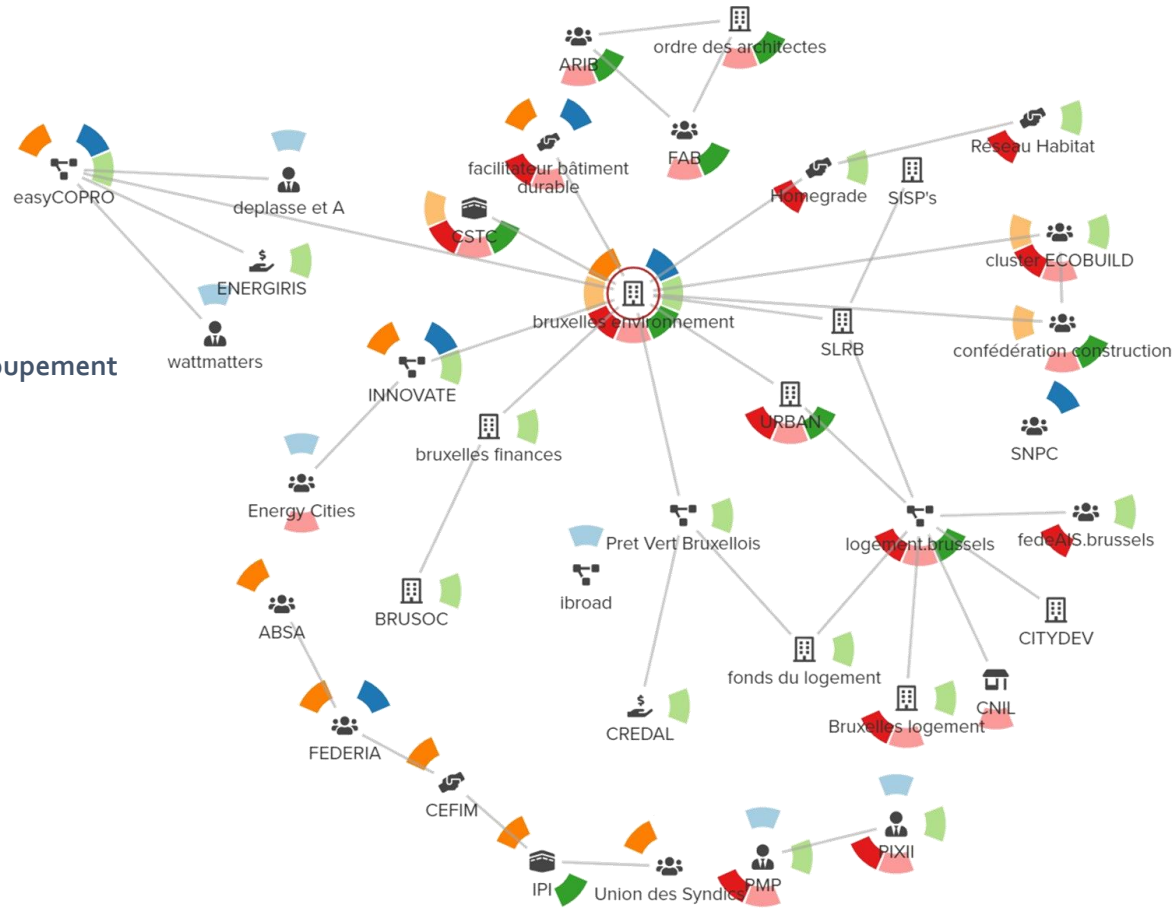 ordre des architectes
ARIB
FAB
facilitateur bâtiment
durable
Réseau Habitat
Homegrade
SISP's
easyCOPRO
deplasse et A
CSTC
cluster ECOBUILD
ENERGIRIS
bruxelles environnement
SLRB
confédération construction
wattmatters
oupement
INNOVATE
URBAN
bruxelles finances
SNPC
Energy Cities
Pret Vert Bruxellois
logement.brussels
fedeAIS.brussels
ibroad
BRUSOC
ABSA
CITYDEV
fonds du logement
CNIL
Bruxelles logement
CREDAL
FEDERIA
CEFIM
PIXII
IPI
Union des Syndics
PMP